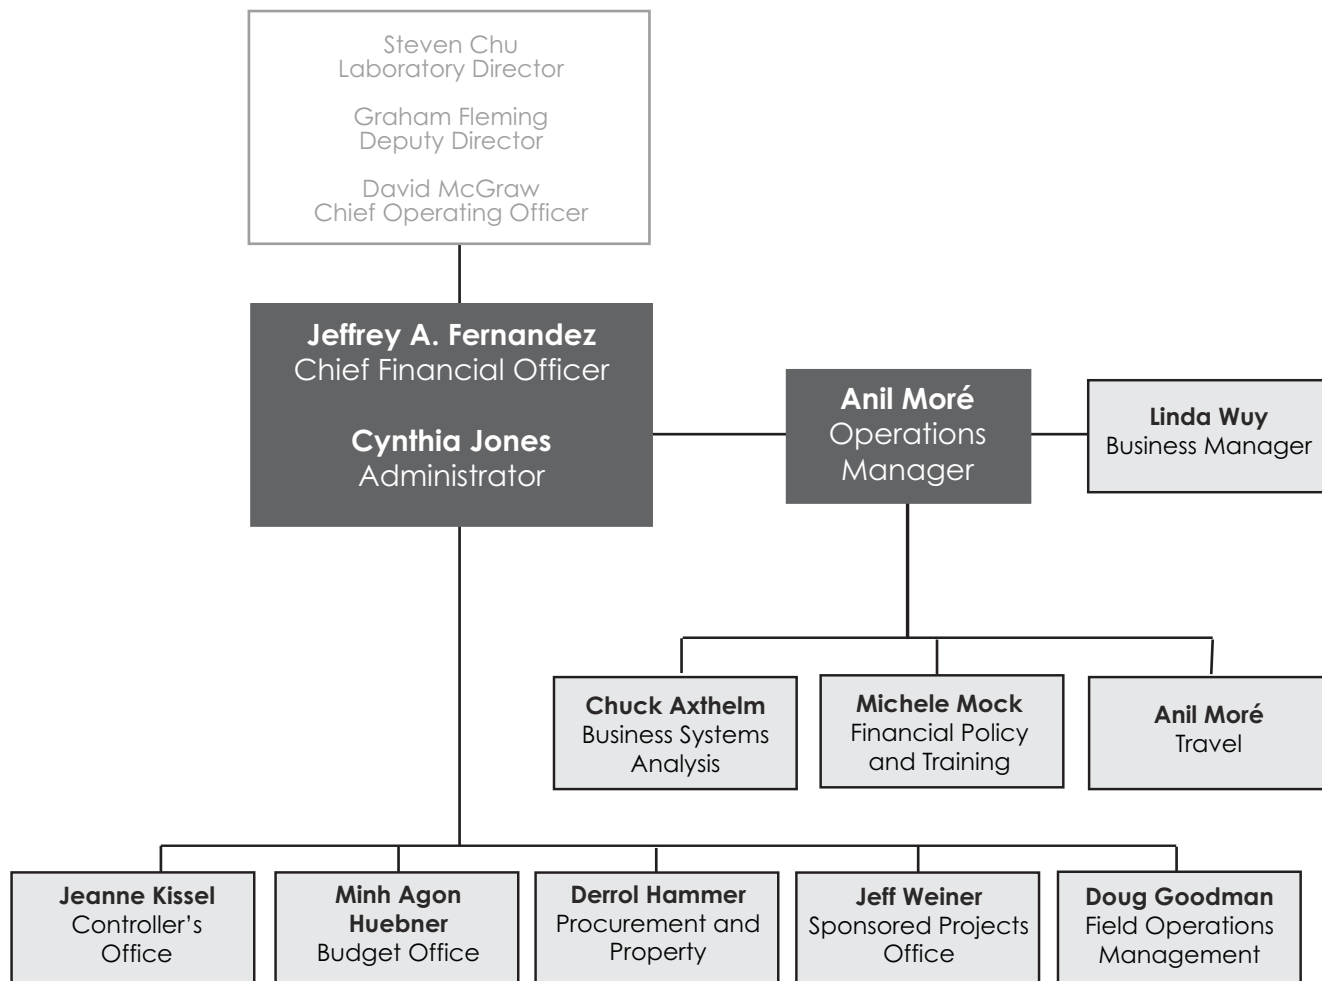 Steven Chu
Laboratory Director
Graham Fleming
Deputy Director
David McGraw
Chief Operating Officer
Jeffrey A. Fernandez
Chief Financial Officer
Cynthia Jones
Administrator
Anil Moré
Operations
Manager
Linda Wuy
Business Manager
Chuck Axthelm
Business Systems
Analysis
Michele Mock
Financial Policy
and Training
Anil Moré
Travel
Jeanne Kissel
Controller's
Office
Minh Agon
Huebner
Budget Office
Derrol Hammer
Procurement and
Property
Jeff Weiner
Sponsored Projects
Office
Doug Goodman
Field Operations
Management